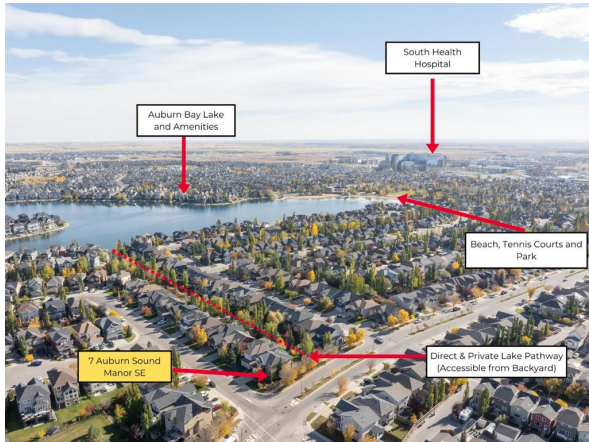 South Health
Hospital
Auburn Bay Lake
and Amenities
Beach, Tennis Courts and
Park
7 Auburn Sound
Manor SE
Direct & Private Lake Pathway
(Accessible from Backyard)